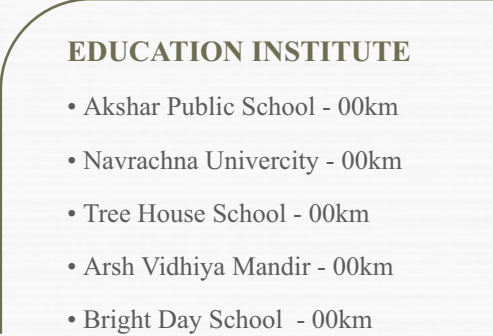 EDUCATION INSTITUTE
• Akshar Public School - 00km
• Navrachna Univercity - 00km
• Tree House School - 00km
• Arsh Vidhiya Mandir - 00km
• Bright Day School  - 00km